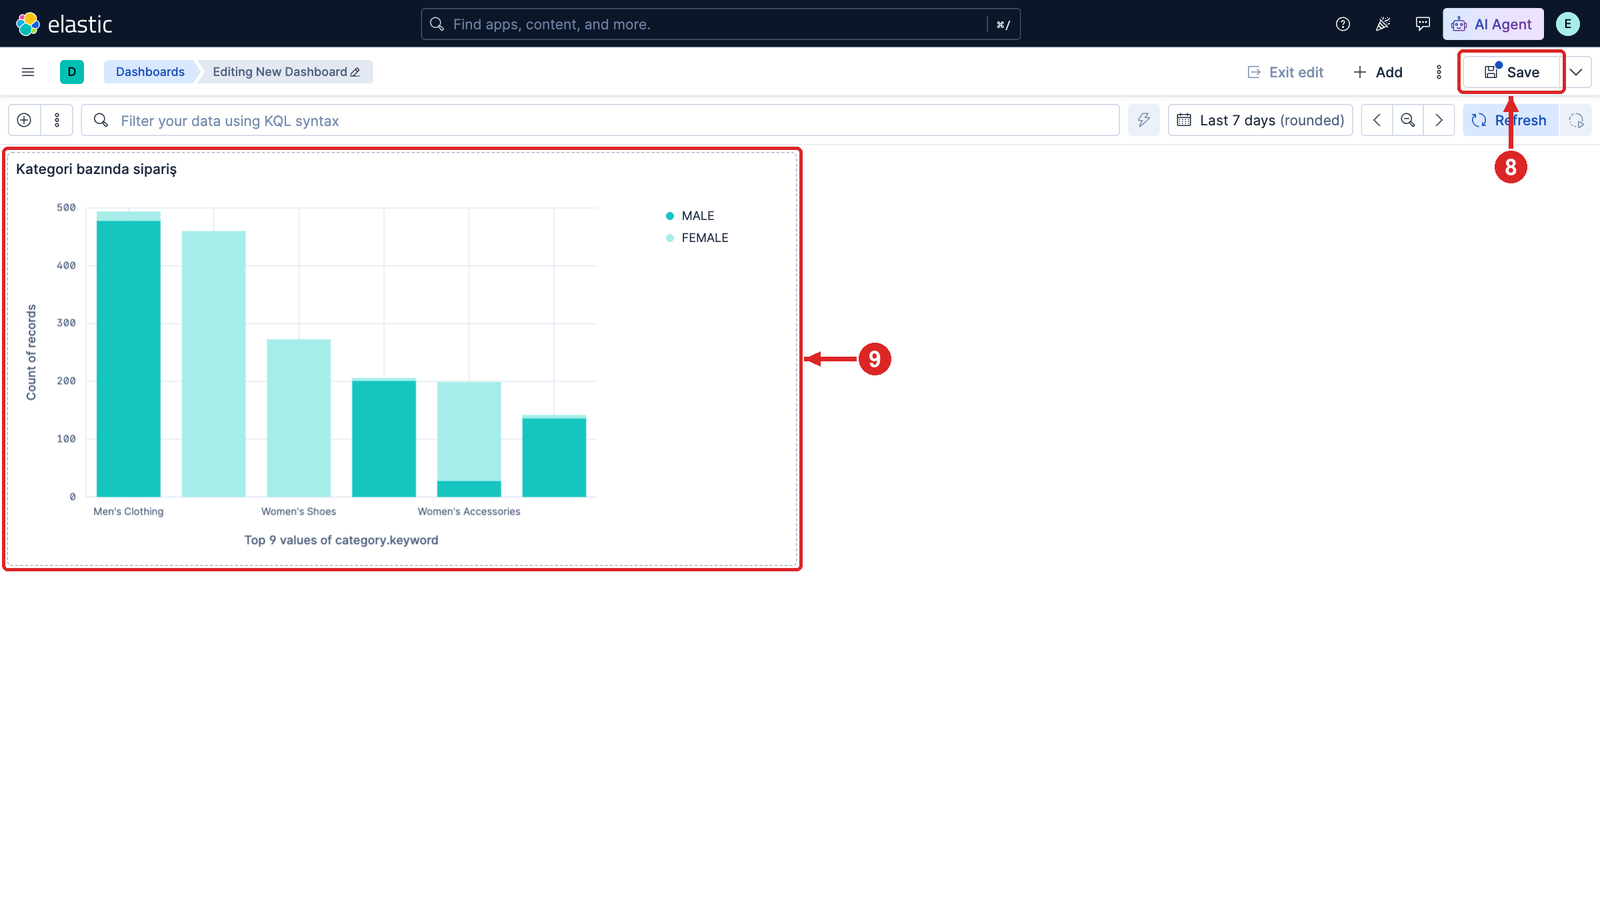 elastic
Find apps, content, and more.
⌘/
AI Agent
E
D
Dashboards
Editing New Dashboard
Exit edit
Add
Save
Filter your data using KQL syntax
Last 7 days (rounded)
Refresh
8
Kategori bazında sipariş
500
400
300
200
100
0
Count of records
Men's Clothing
Women's Shoes
Women's Accessories
Top 9 values of category.keyword
MALE
FEMALE
9